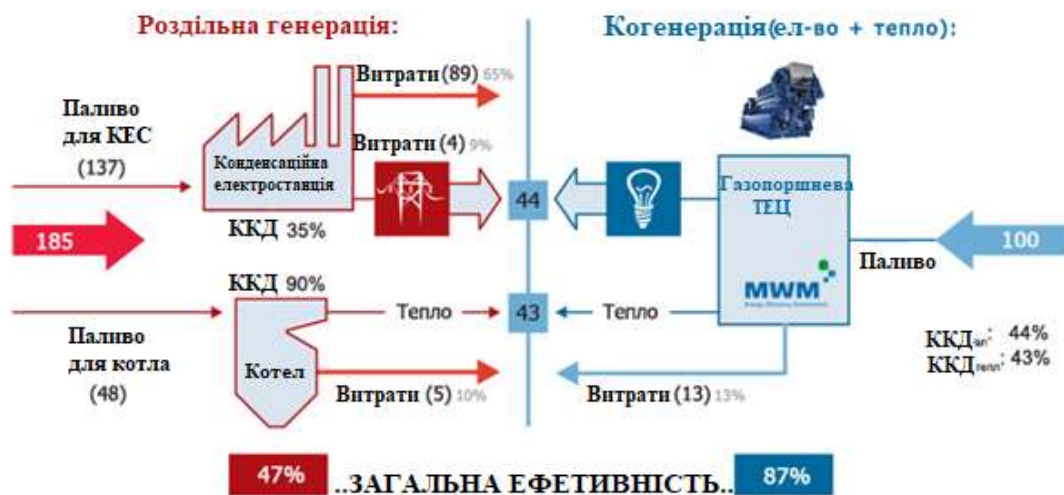 Роздільна генерація:
Когенерація(ел-во + тепло):
Витрати (89) 65%
Паливо
для КЕС
(137)
Витрати (4) 9%
Конденсаційна
електростанція
44
Газопоршнева
ТЕЦ
ККД 35%
185
100
Паливо
ККД 90%
MWM
Тепло
43
Тепло
ККДел: 44%
ККДтепл: 43%
Паливо
для котла
(48)
Котел
Витрати (5) 10%
Витрати (13) 13%
47%
..ЗАГАЛЬНА ЕФЕТИВНІСТЬ..
87%